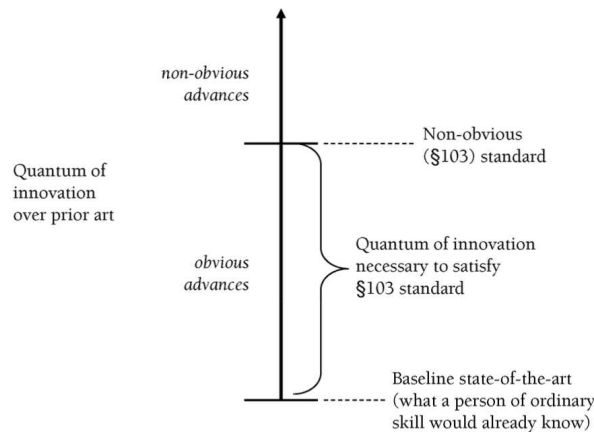 non-obvious
advances
Non-obvious
(§103) standard
Quantum of
innovation
over prior art
obvious
advances
Quantum of innovation
necessary to satisfy
§103 standard
Baseline state-of-the-art
(what a person of ordinary
skill would already know)